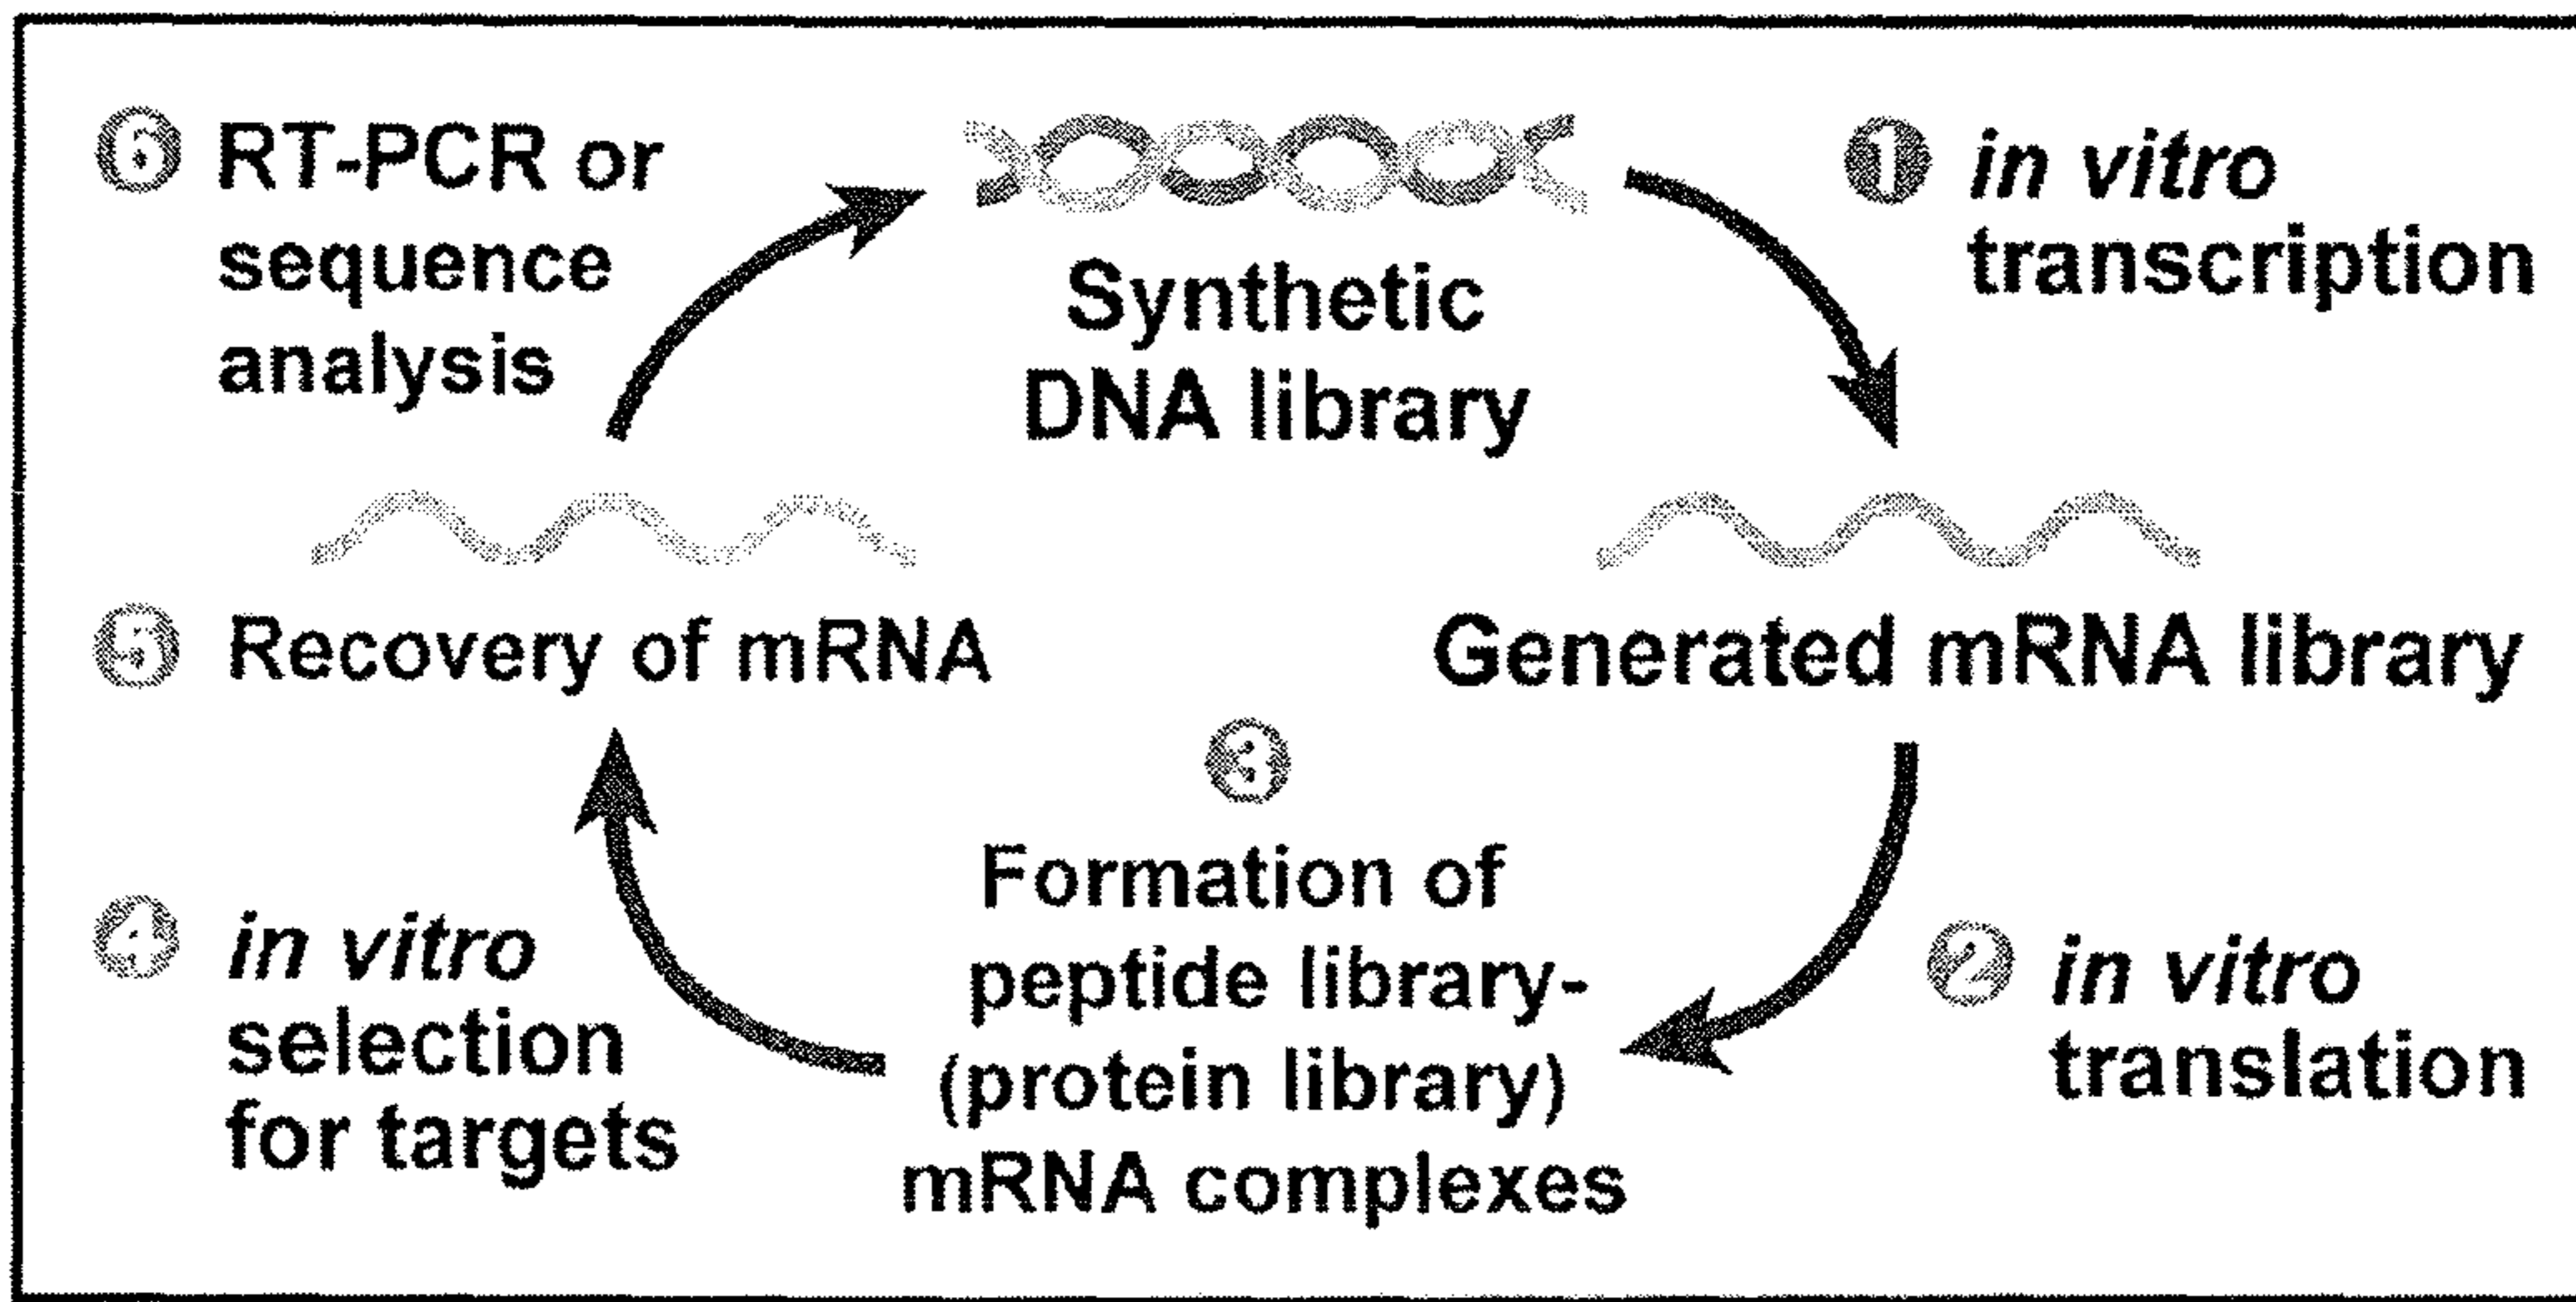 Synthetic
DNA library
1 in vitro
transcription
Generated mRNA library
2 in vitro
translation
3
Formation of
peptide library-
(protein library)
mRNA complexes
4 in vitro
selection
for targets
5 Recovery of mRNA
6 RT-PCR or
sequence
analysis